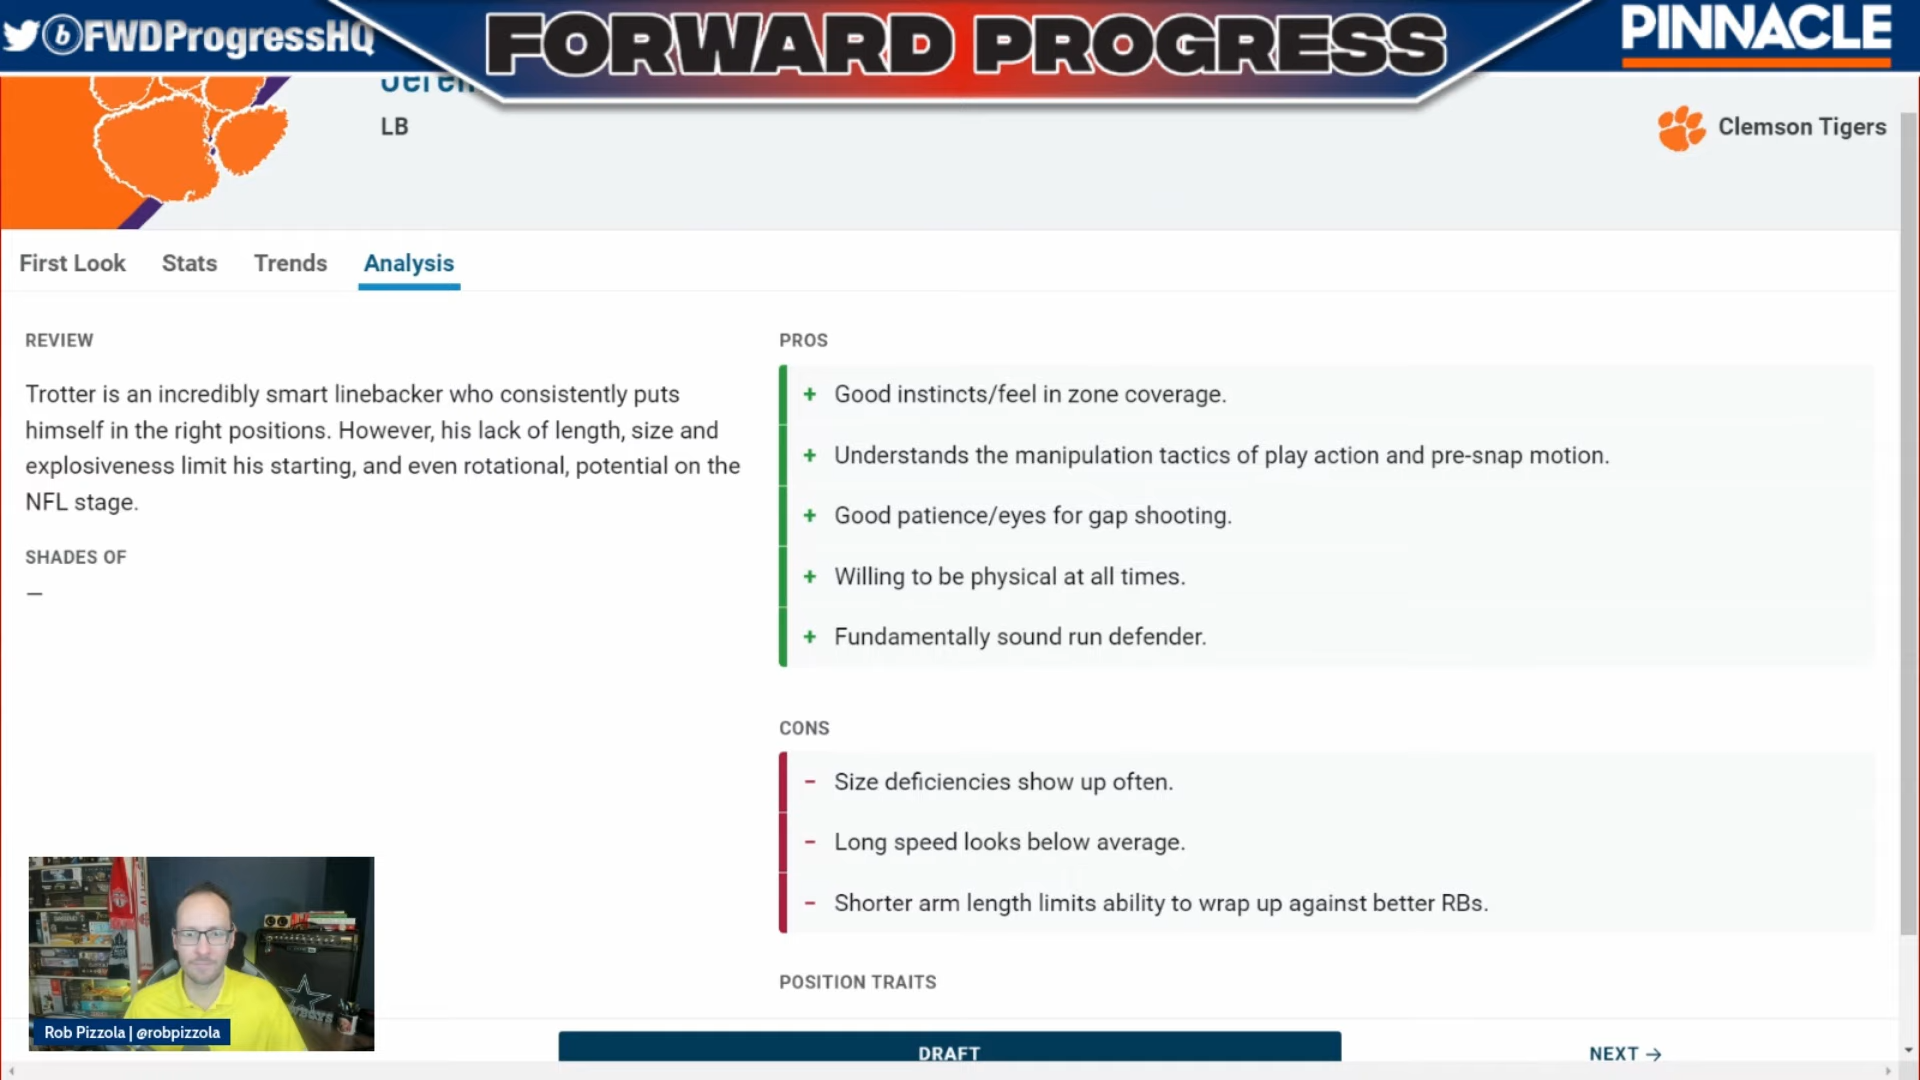 @FWDProgressHQ
FORWARD PROGRESS
PINNACLE
LB
Clemson Tigers
First Look
Stats
Trends
Analysis
REVIEW
Trotter is an incredibly smart linebacker who consistently puts
himself in the right positions. However, his lack of length, size and
explosiveness limit his starting, and even rotational, potential on the
NFL stage.
SHADES OF
—
PROS
+ Good instincts/feel in zone coverage.
+ Understands the manipulation tactics of play action and pre-snap motion.
+ Good patience/eyes for gap shooting.
+ Willing to be physical at all times.
+ Fundamentally sound run defender.
CONS
- Size deficiencies show up often.
- Long speed looks below average.
- Shorter arm length limits ability to wrap up against better RBs.
POSITION TRAITS
Rob Pizzola | @robpizzola
DRAFT
NEXT →